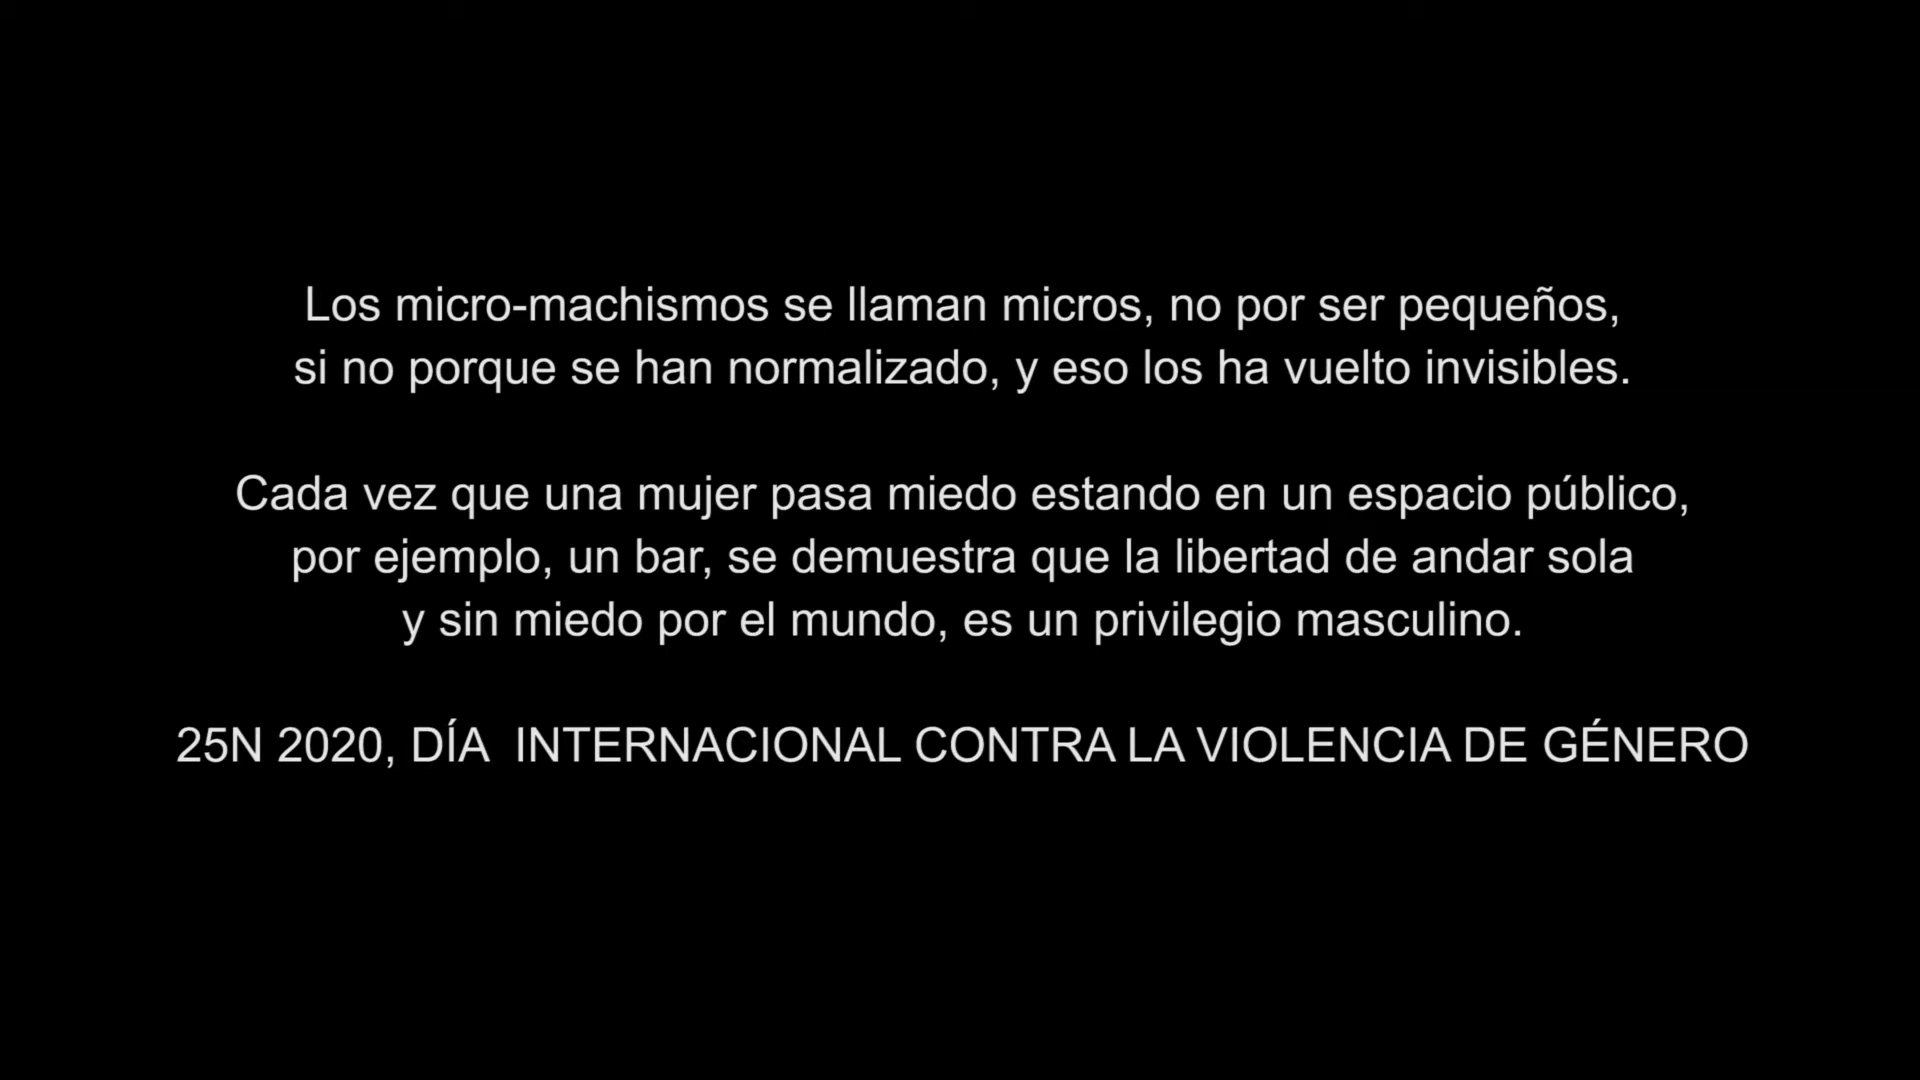 Los micro-machismos se llaman micros, no por ser pequeños,
si no porque se han normalizado, y eso los ha vuelto invisibles.
Cada vez que una mujer pasa miedo estando en un espacio público,
por ejemplo, un bar, se demuestra que la libertad de andar sola
y sin miedo por el mundo, es un privilegio masculino.
25N 2020, DÍA  INTERNACIONAL CONTRA LA VIOLENCIA DE GÉNERO